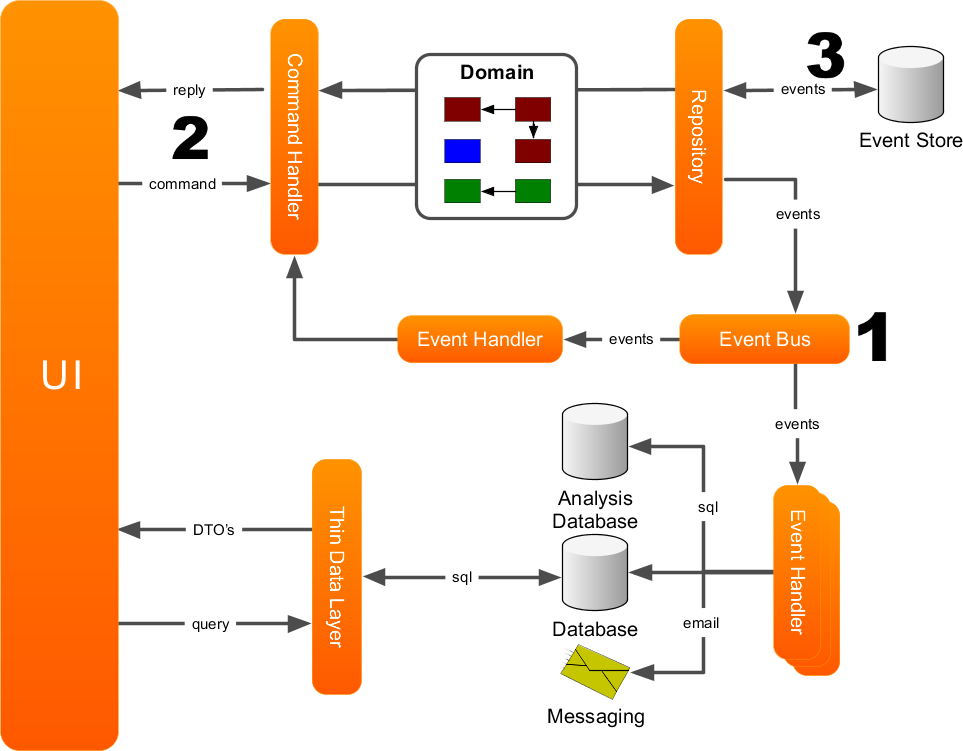 UI
reply
2
command
Command Handler
Domain
Repository
3
events
Event Store
events
Event Handler
events
Event Bus
1
events
Analysis
Database
sql
Event Handler
DTO's
Thin Data Layer
sql
query
Database
email
Messaging